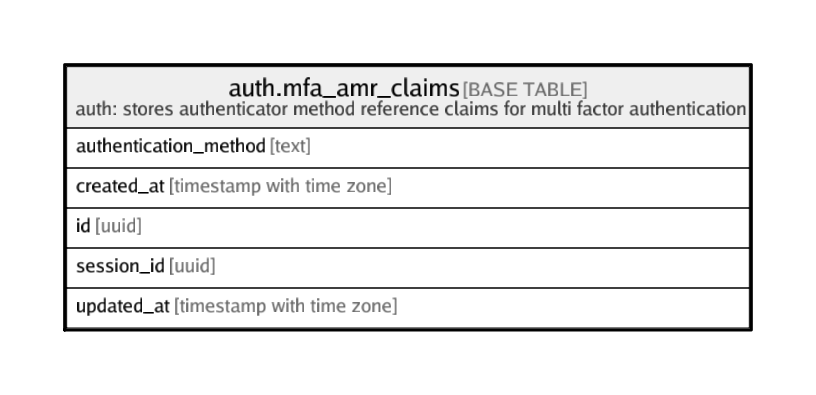 auth.mfa_amr_claims [BASE TABLE]
auth: stores authenticator method reference claims for multi factor authentication
authentication_method [text]
created_at [timestamp with time zone]
id [uuid]
session_id [uuid]
updated_at [timestamp with time zone]